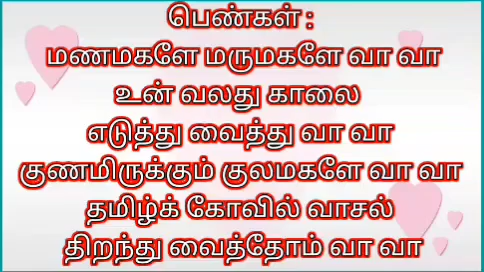 பெண்கள் :
மணமகளே மருமகளே வா வா
உன் வலது காலை
எடுத்து வைத்து வா வா
குணமிருக்கும் குலமகளே வா வா
தமிழ்க் கோவில் வாசல்
திறந்து வைத்தோம் வா வா